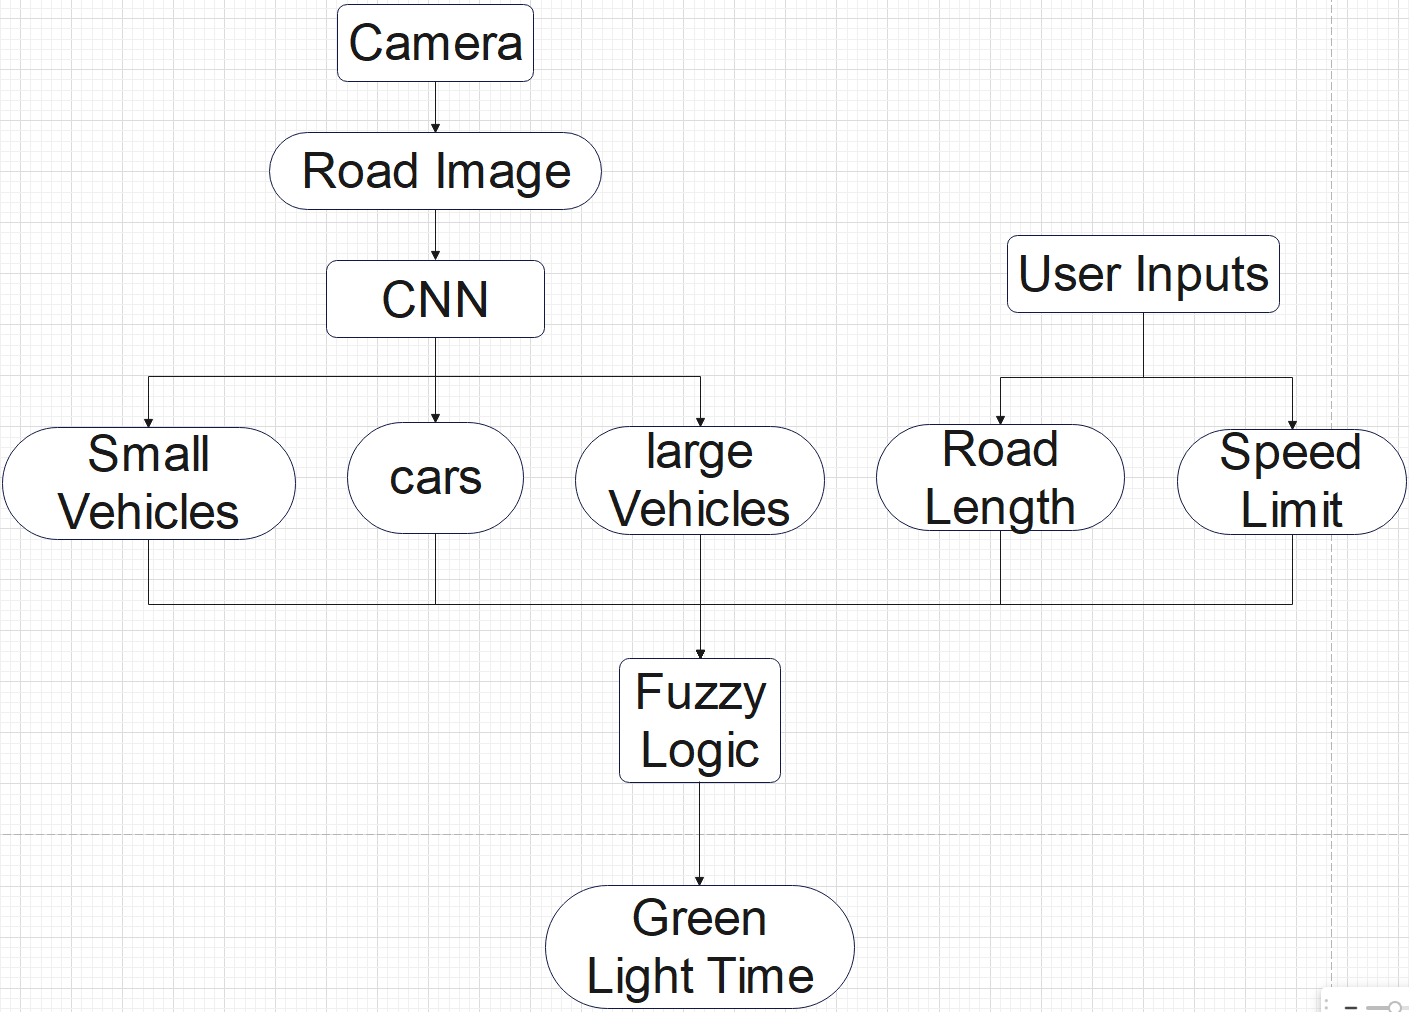 Camera
Road Image
CNN
User Inputs
Small
Vehicles
cars
large
Vehicles
Road
Length
Speed
Limit
Fuzzy
Logic
Green
Light Time